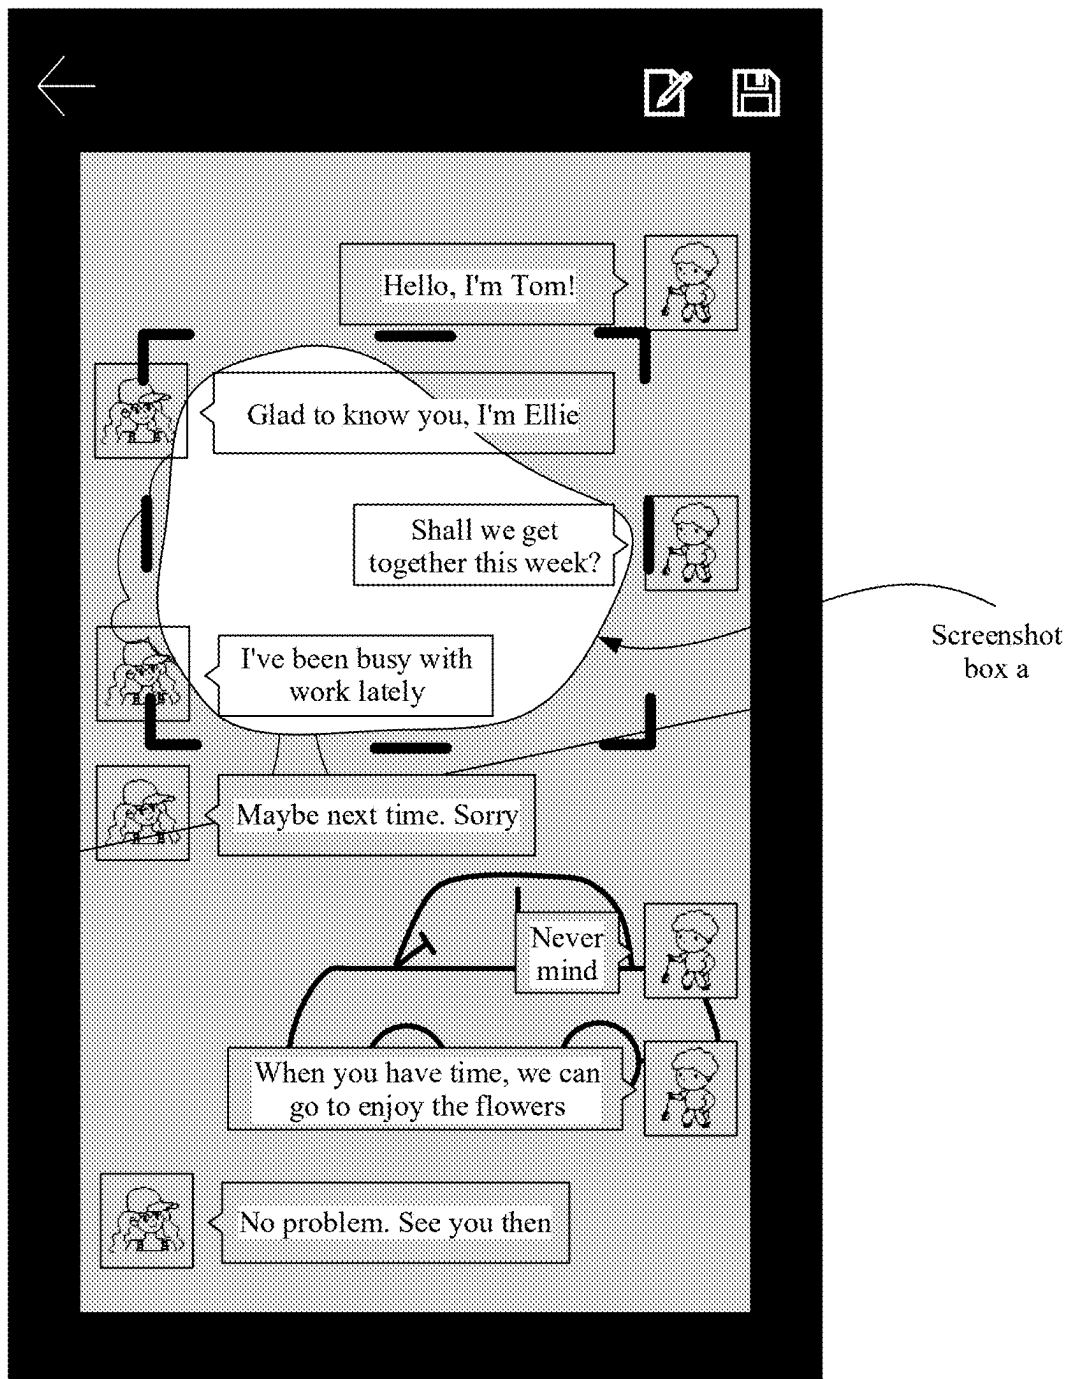 Hello, I'm Tom!
Glad to know you, I'm Ellie
Shall we get
together this week?
Screenshot
box a
I've been busy with
work lately
Maybe next time. Sorry
Never
mind
When you have time, we can
go to enjoy the flowers
No problem. See you then